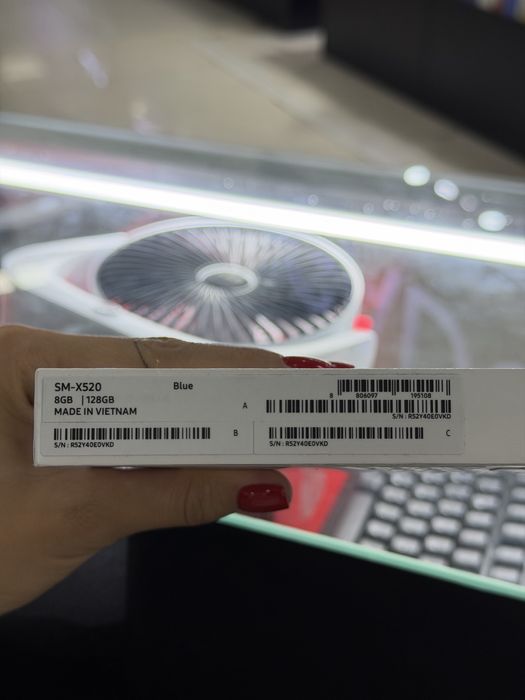 SM-X520 Blue
8GB | 128GB
MADE IN VIETNAM
A
8 806097 195108
S/N : R52Y40E0VKD
B
S/N : R52Y40E0VKD
C
S/N : R52Y40E0VKD